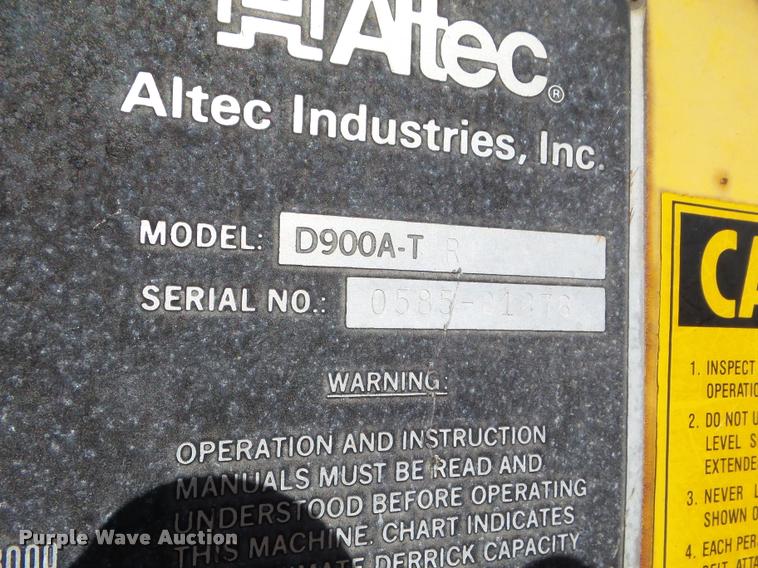 Altec®
Altec Industries, Inc.
MODEL: D900A-T R
SERIAL NO.:
WARNING:
OPERATION AND INSTRUCTION
MANUALS MUST BE READ AND
UNDERSTOOD BEFORE OPERATING
THIS MACHINE. CHART INDICATES
DERRICK CAPACITY
CA
1. INSPECT
OPERATIO
2. DO NOT U
LEVEL S
EXTENDE
3. NEVER L
SHOWN O
4. EACH PER
BELT ATTA
Purple Wave Auction